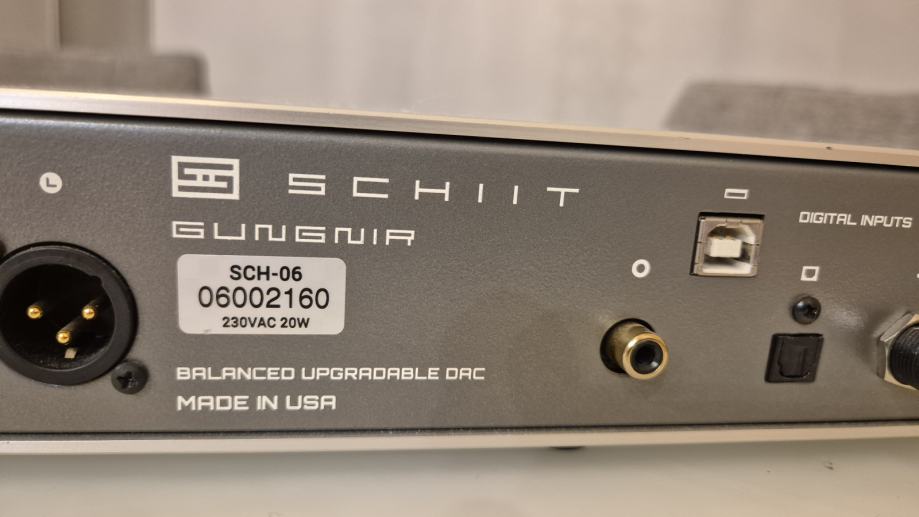 L
SCHIIT
GUNGNIR
SCH-06
06002160
230VAC 20W
BALANCED UPGRADABLE DAC
MADE IN USA
DIGITAL INPUTS